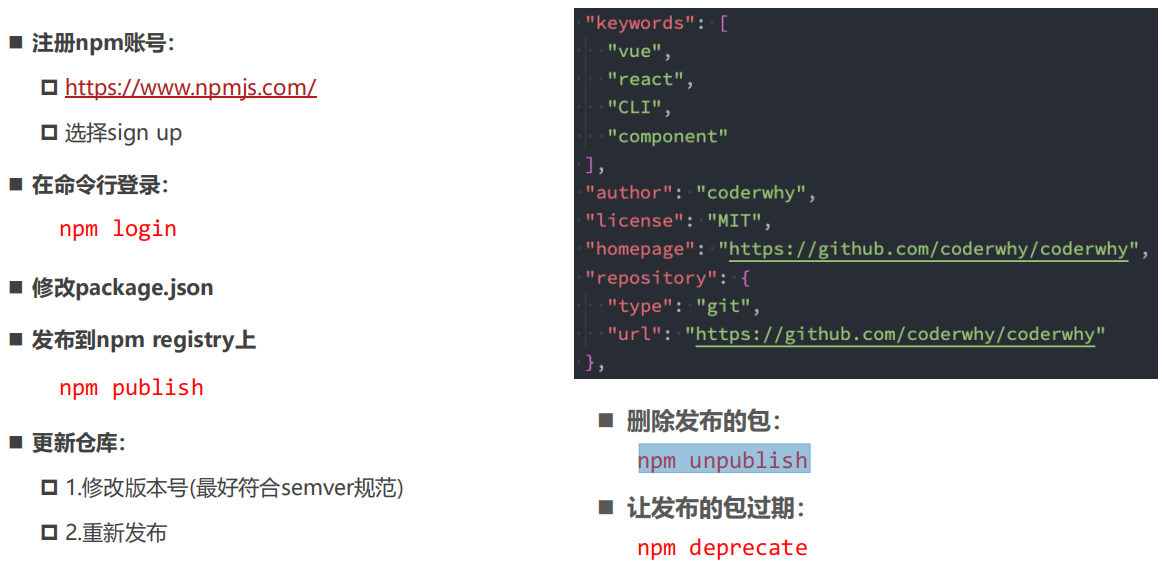 注册npm账号：
https://www.npmjs.com/
选择sign up
在命令行登录：
npm login
修改package.json
发布到npm registry上
npm publish
更新仓库：
1.修改版本号(最好符合semver规范)
2.重新发布
"keywords": [
"vue",
"react",
"CLI",
"component"
],
"author": "coderwhy",
"license": "MIT",
"homepage": "https://github.com/coderwhy/coderwhy",
"repository": {
"type": "git",
"url": "https://github.com/coderwhy/coderwhy"
},
删除发布的包：
npm unpublish
让发布的包过期：
npm deprecate